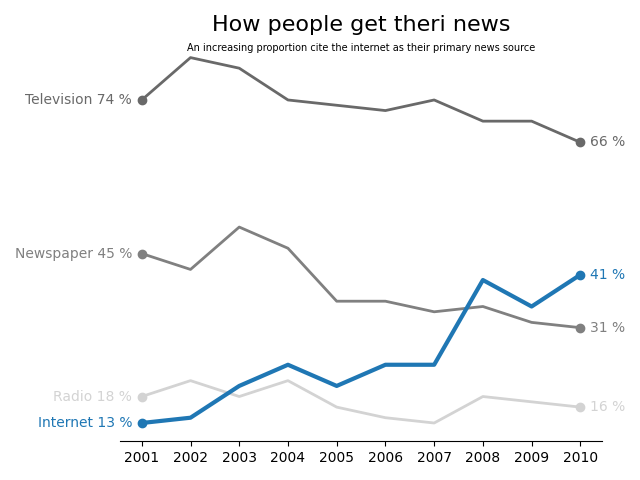 How people get theri news
An increasing proportion cite the internet as their primary news source
Television 74 %
66 %
Newspaper 45 %
41 %
31 %
Radio 18 %
16 %
Internet 13 %
2001 2002 2003 2004 2005 2006 2007 2008 2009 2010